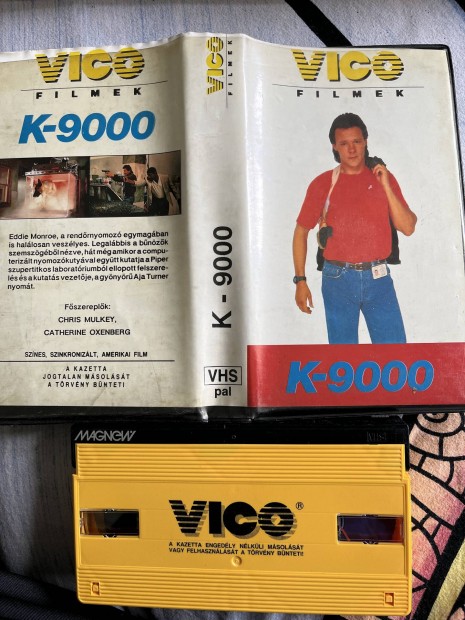 VICO
FILMEK
K-9000
Eddie Monroe, a rendőrnyomozó egymagában
is halálosan veszélyes. Legalábbis a bűnözők
szemszögéből nézve, hát még amikor a compu-
terizált nyomozókutyával együtt kutatja a Piper
szupertitkos laboratóriumból ellopott felszere-
lés és a kutatás vezetője, a gyönyörű Aja Turner
nyomát.
Főszereplők:
CHRIS MULKEY,
CATHERINE OXENBERG
SZÍNES, SZINKRONIZÁLT, AMERIKAI FILM
A KAZETTA
JOGTALAN MÁSOLÁSÁT
A TÖRVÉNY BÜNTETI!
VICO
FILMEK
K - 9000
VHS
pal
VICO
FILMEK
K-9000
MAGNEW
VHS
VICO®
A KAZETTA ENGEDÉLY NÉLKÜLI MÁSOLÁSÁT
VAGY FELHASZNÁLÁSÁT A TÖRVÉNY BÜNTETI!